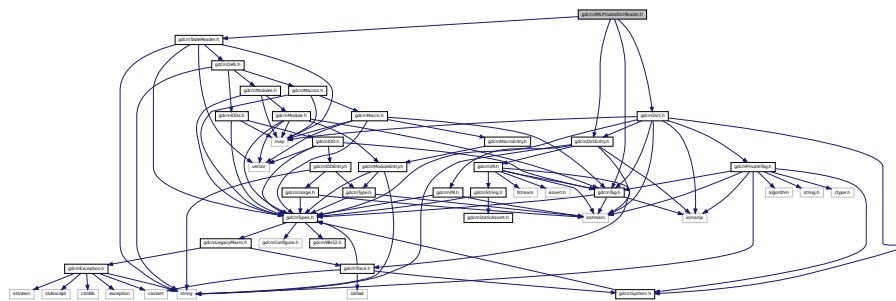 gdcmXMLPrivateDictReader.h
gdcmTableReader.h
gdcmDefs.h
gdcmModules.h
gdcmMacros.h
gdcmIODs.h
gdcmModule.h
gdcmMacro.h
gdcmDict.h
map
gdcmIOD.h
gdcmMacroEntry.h
gdcmDictEntry.h
vector
gdcmIODEntry.h
gdcmModuleEntry.h
gdcmVR.h
gdcmPrivateTag.h
gdcmUsage.h
gdcmType.h
gdcmVM.h
gdcmString.h
fstream
assert.h
gdcmTag.h
algorithm
string.h
ctype.h
gdcmTypes.h
gdcmStaticAssert.h
iostream
iomanip
gdcmLegacyMacro.h
gdcmConfigure.h
gdcmWin32.h
gdcmException.h
gdcmTrace.h
sstream
stdexcept
cstdlib
exception
cassert
string
iosfwd
gdcmSystem.h